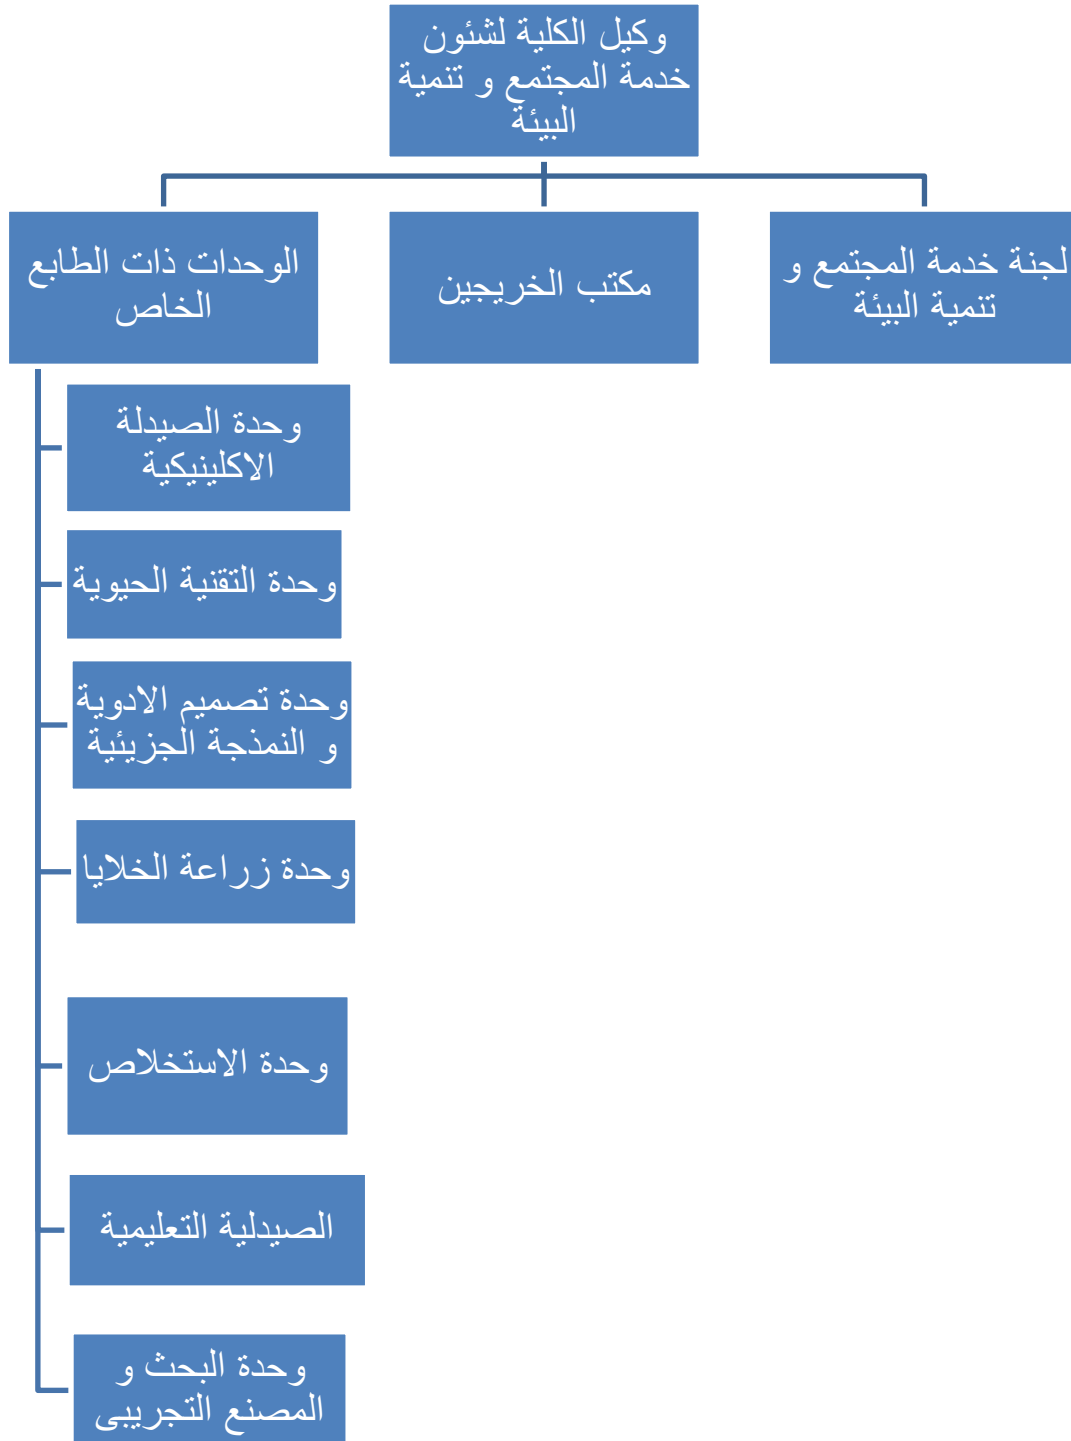 وكيل الكلية لشئون
خدمة المجتمع و تنمية
البيئة
لجنة خدمة المجتمع و
تنمية البيئة
مكتب الخريجين
الوحدات ذات الطابع
الخاص
وحدة الصيدلة
الاكلينيكية
وحدة التقنية الحيوية
وحدة تصميم الادوية
و النمذجة الجزيئية
وحدة زراعة الخلايا
وحدة الاستخلاص
الصيدلية التعليمية
وحدة البحث و
المصنع التجريبى